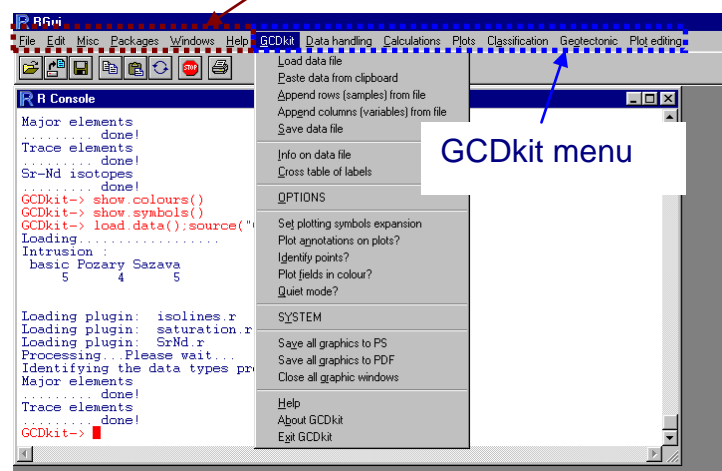 RGui
File Edit Misc Packages Windows Help GCDkit Data handling Calculations Plots Classification Geotectonic Plot editing
STOP
R Console
Major elements
......... done!
Trace elements
......... done!
Sr-Nd isotopes
......... done!
GCDkit-> show.colours()
GCDkit-> show.symbols()
GCDkit-> load.data();source("
Loading..................
Intrusion :
basic Pozary Sazava
5 4 5
Loading plugin: isolines.r
Loading plugin: saturation.r
Loading plugin: SrNd.r
Processing...Please wait...
Identifying the data types pr
Major elements
......... done!
Trace elements
......... done!
GCDkit->
Load data file
Paste data from clipboard
Append rows (samples) from file
Append columns (variables) from file
Save data file
Info on data file
Cross table of labels
OPTIONS
Set plotting symbols expansion
Plot annotations on plots?
Identify points?
Plot fields in colour?
Quiet mode?
SYSTEM
Save all graphics to PS
Save all graphics to PDF
Close all graphic windows
Help
About GCDkit
Exit GCDkit
GCDkit menu